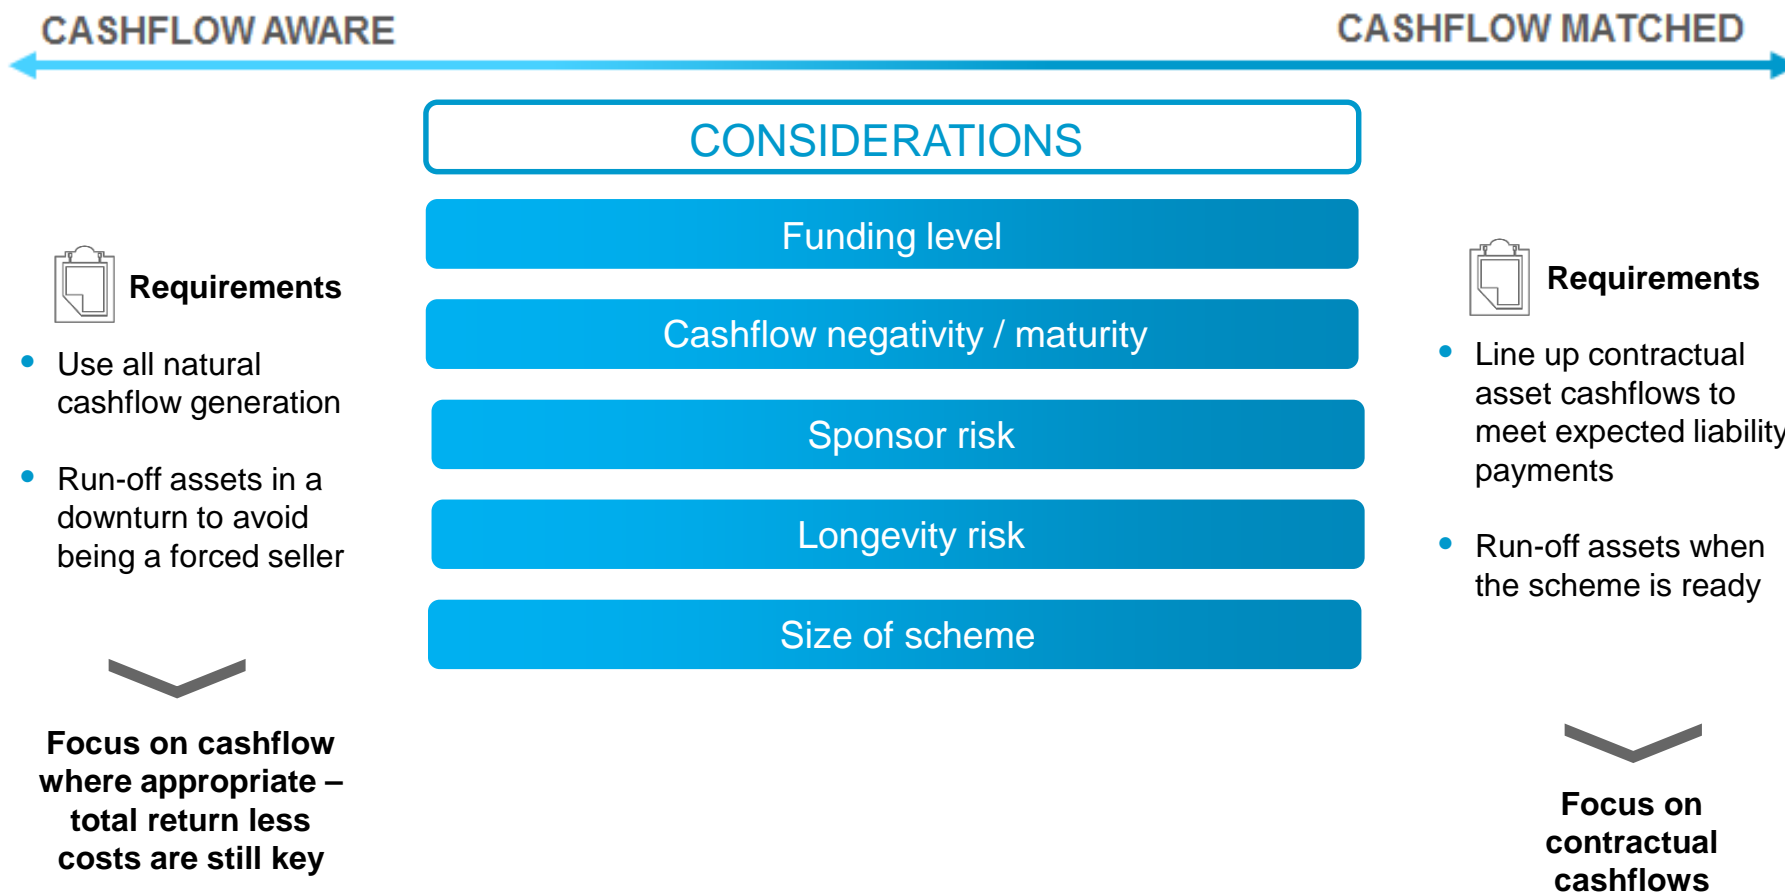 CASHFLOW AWARE
CASHFLOW MATCHED
CONSIDERATIONS
Funding level
Cashflow negativity / maturity
Sponsor risk
Longevity risk
Size of scheme
Requirements
• Use all natural
cashflow generation
• Run-off assets in a
downturn to avoid
being a forced seller
Focus on cashflow
where appropriate –
total return less
costs are still key
Requirements
• Line up contractual
asset cashflows to
meet expected liability
payments
• Run-off assets when
the scheme is ready
Focus on
contractual
cashflows